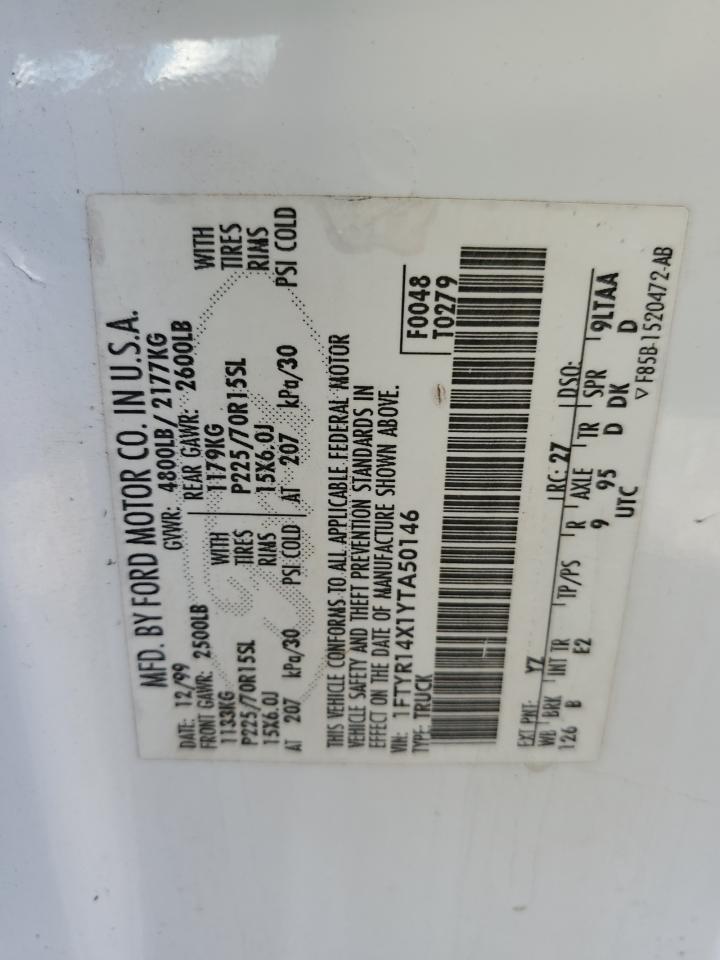 MFD. BY FORD MOTOR CO. IN U.S.A.
DATE: 12/99 GVWR: 4800LB/ 2177KG
FRONT GAWR: 2500LB REAR GAWR: 2600LB
1133KG WITH 1179KG WITH
P225/70R15SL TIRES P225/70R15SL TIRES
15X6.0J RIMS 15X6.0J RIMS
AT 207 kPa/30 PSI COLD AT 207 kPa/30 PSI COLD
THIS VEHICLE CONFORMS TO ALL APPLICABLE FEDERAL MOTOR
VEHICLE SAFETY AND THEFT PREVENTION STANDARDS IN
EFFECT ON THE DATE OF MANUFACTURE SHOWN ABOVE.
VIN: 1FTYR14X1YTA50146 F0048
TYPE: TRUCK T0279
EXT PNT: YZ RC: 27 DSO:
WB BRK INT TR TP/PS R AXLE TR SPR 9LTAA
126 B E2 9 95 D DK D
UTC
▽ F85B-1520472-AB